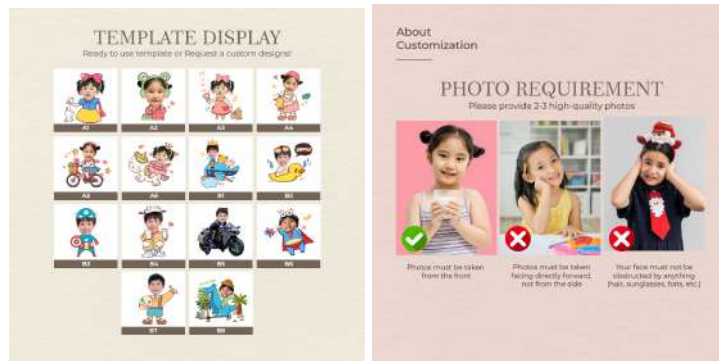 TEMPLATE DISPLAY
Ready to use template or Request a custom designs!
A1
A2
A3
A4
A5
A6
B1
B2
B3
B4
B5
B6
B7
B8
About
Customization
PHOTO REQUIREMENT
Please provide 2-3 high-quality photos
Photos must be taken
from the front
Photos must be taken
facing directly forward,
not from the side
Your face must not be
obstructed by anything
(hair, sunglasses, hats, etc.)